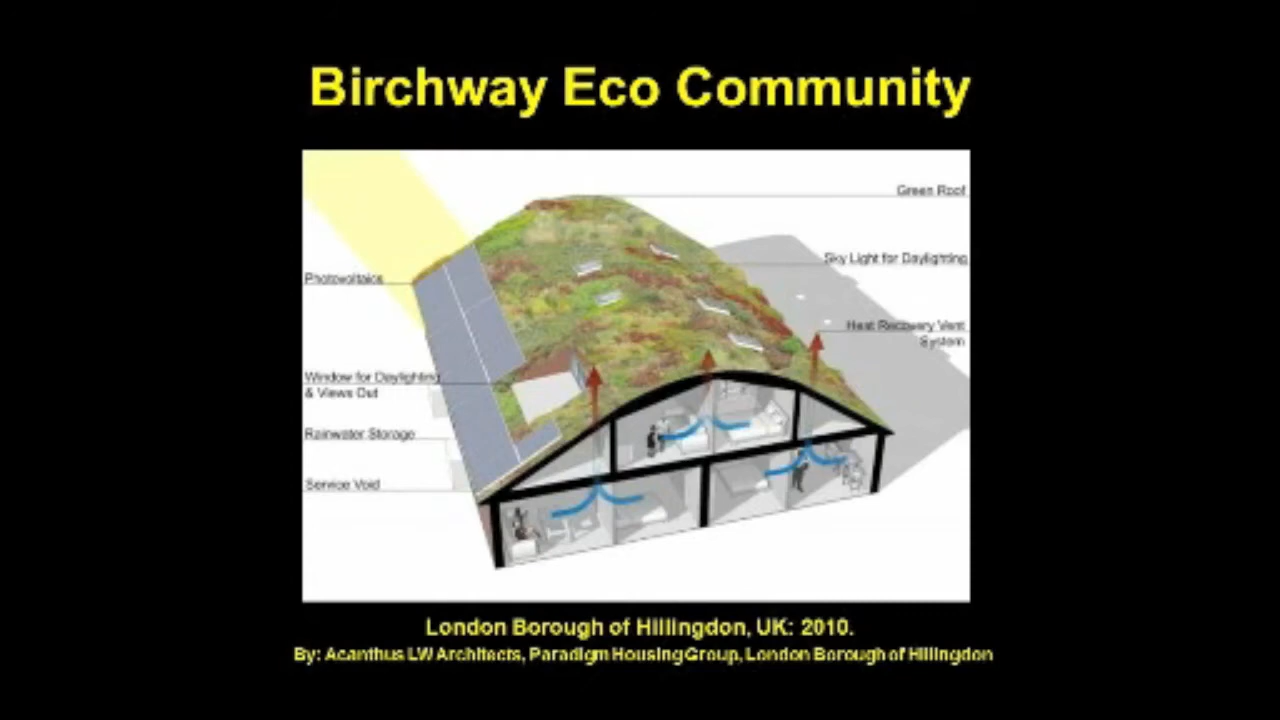 Birchway Eco Community
Green Roof
Sky Light for Daylighting
Photovoltaics
Heat Recovery Vent
System
Window for Daylighting
& Views Out
Rainwater Storage
Service Void
London Borough of Hillingdon, UK: 2010.
By: Acanthus LW Architects, Paradigm Housing Group, London Borough of Hillingdon